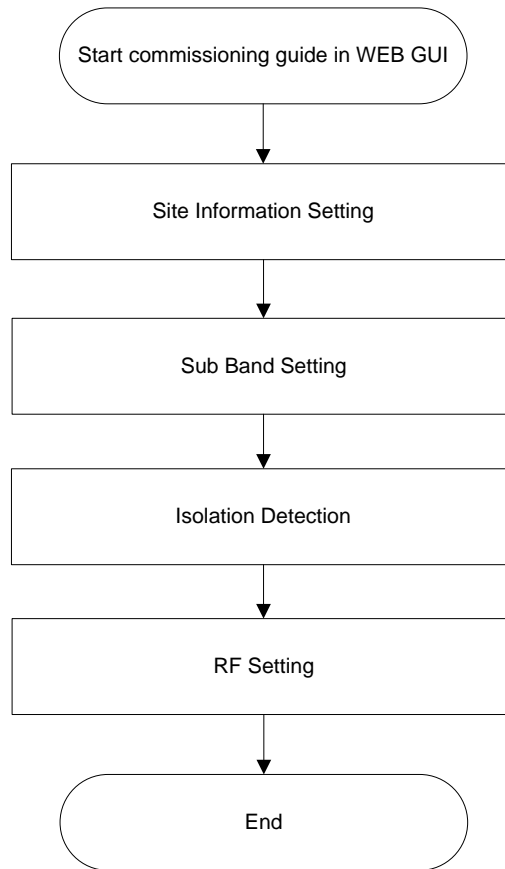 Start commissioning guide in WEB GUI
Site Information Setting
Sub Band Setting
Isolation Detection
RF Setting
End